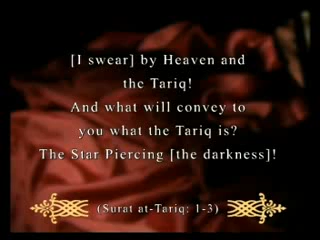 [I swear] by Heaven and
the Tariq!
And what will convey to
you what the Tariq is?
The Star Piercing [the darkness]!
(Surat at-Tariq: 1-3)